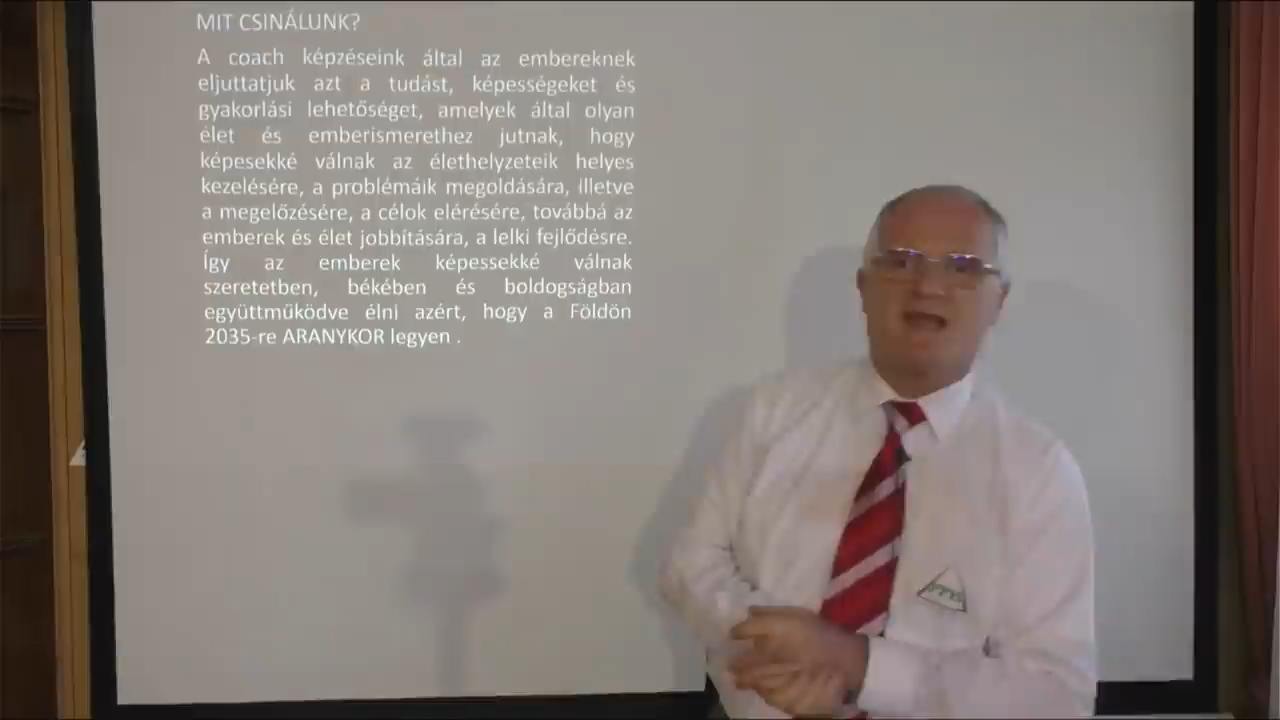 MIT CSINÁLUNK?
A coach képzéseink által az embereknek
eljuttatjuk azt a tudást, képességeket és
gyakorlási lehetőséget, amelyek által olyan
élet és emberismerethez jutnak, hogy
képesekké válnak az élethelyzeteik helyes
kezelésére, a problémáik megoldására, illetve
a megelőzésére, a célok elérésére, továbbá az
emberek és élet jobbítására, a lelki fejlődésre.
Így az emberek képessekké válnak
szeretetben, békében és boldogságban
együttműködve élni azért, hogy a Földön
2035-re ARANYKOR legyen .